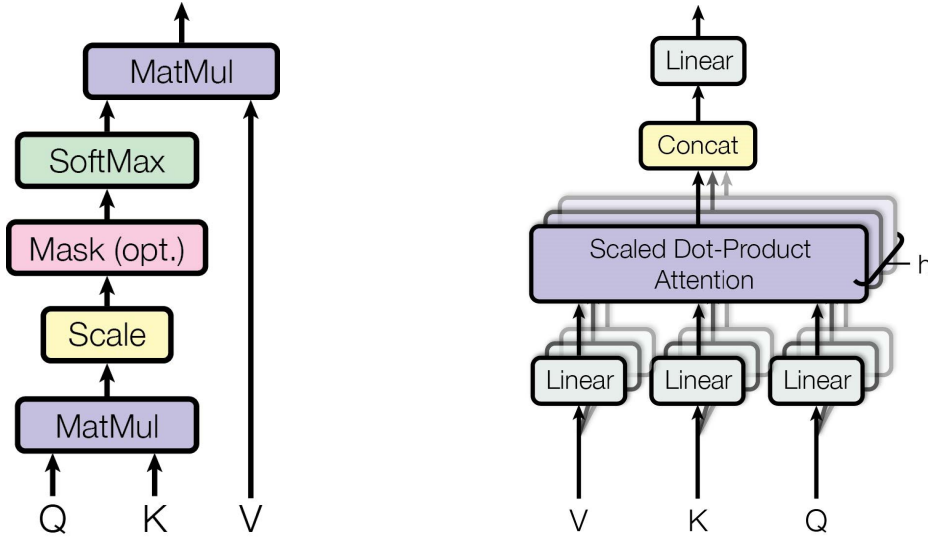 MatMul
SoftMax
Mask (opt.)
Scale
MatMul
Q K V
Linear
Concat
Scaled Dot-Product
Attention
h
Linear Linear Linear
V K Q